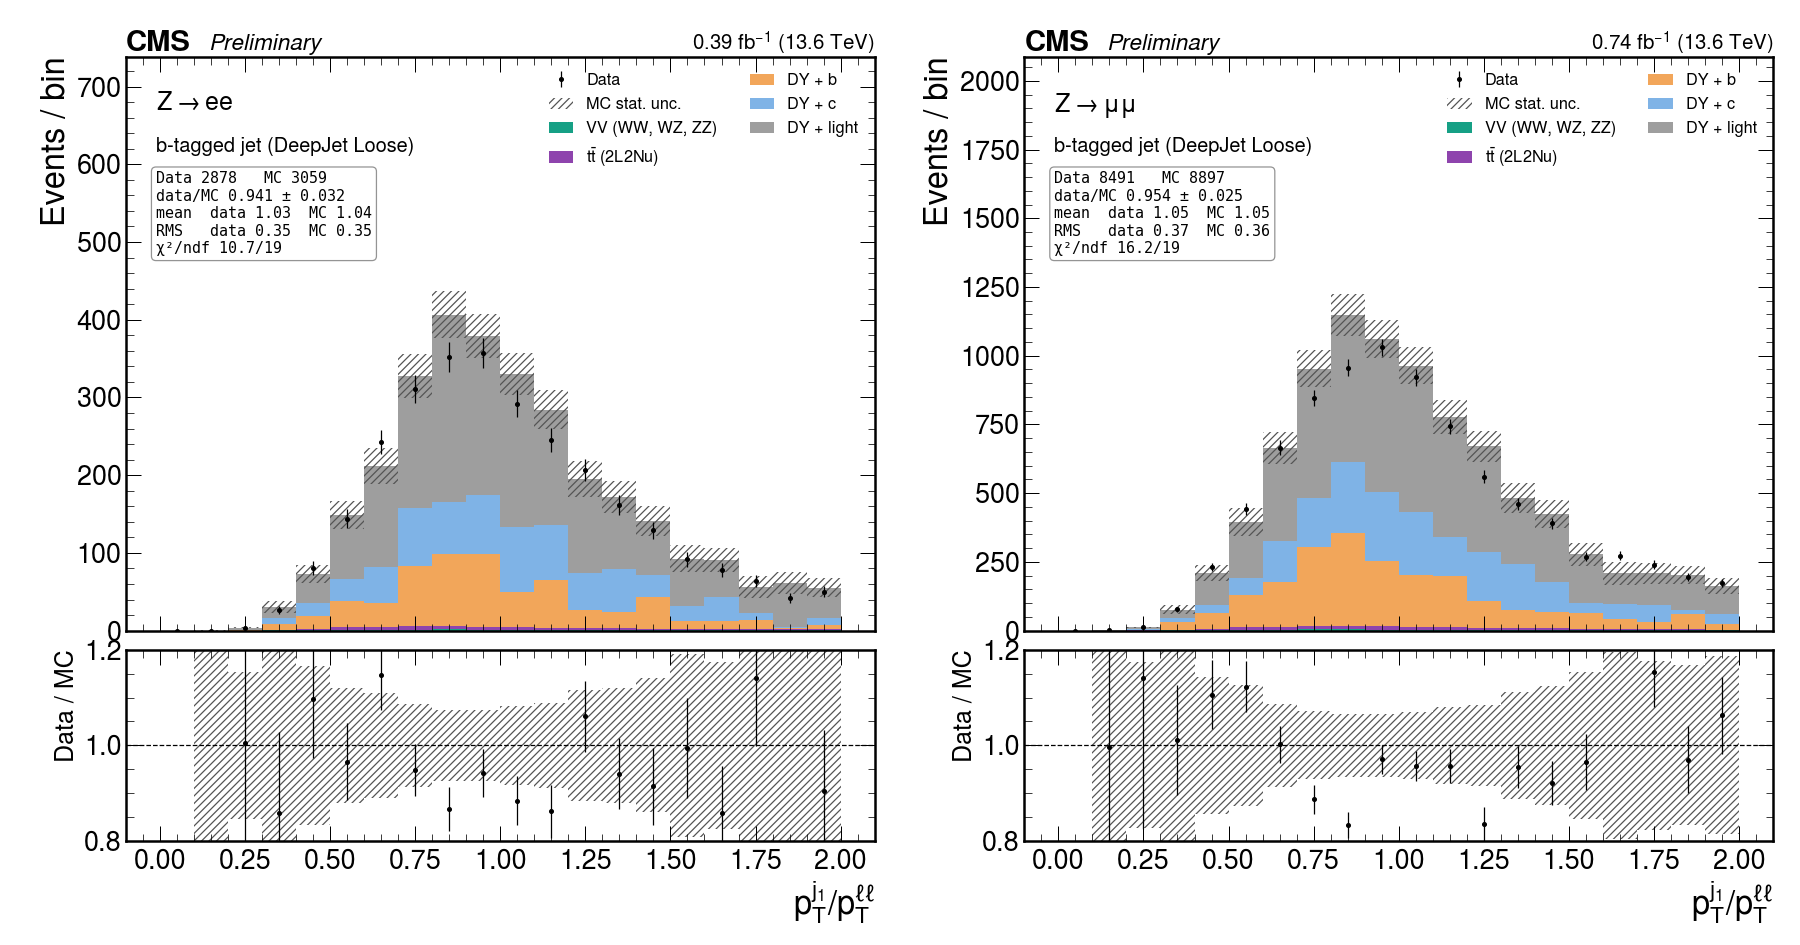 CMS Preliminary 0.39 fb⁻¹ (13.6 TeV)
Events / bin
Z → ee
b-tagged jet (DeepJet Loose)
Data 2878 MC 3059
data/MC 0.941 ± 0.032
mean data 1.03 MC 1.04
RMS data 0.35 MC 0.35
χ²/ndf 10.7/19
Data
MC stat. unc.
VV (WW, WZ, ZZ)
tt̄ (2L2Nu)
DY + b
DY + c
DY + light
700
600
500
400
300
200
100
0
Data / MC
1.2
1.0
0.8
0.00 0.25 0.50 0.75 1.00 1.25 1.50 1.75 2.00
p_T^{j₁}/p_T^{ℓℓ}
CMS Preliminary 0.74 fb⁻¹ (13.6 TeV)
Events / bin
Z → μμ
b-tagged jet (DeepJet Loose)
Data 8491 MC 8897
data/MC 0.954 ± 0.025
mean data 1.05 MC 1.05
RMS data 0.37 MC 0.36
χ²/ndf 16.2/19
Data
MC stat. unc.
VV (WW, WZ, ZZ)
tt̄ (2L2Nu)
DY + b
DY + c
DY + light
2000
1750
1500
1250
1000
750
500
250
0
Data / MC
1.2
1.0
0.8
0.00 0.25 0.50 0.75 1.00 1.25 1.50 1.75 2.00
p_T^{j₁}/p_T^{ℓℓ}